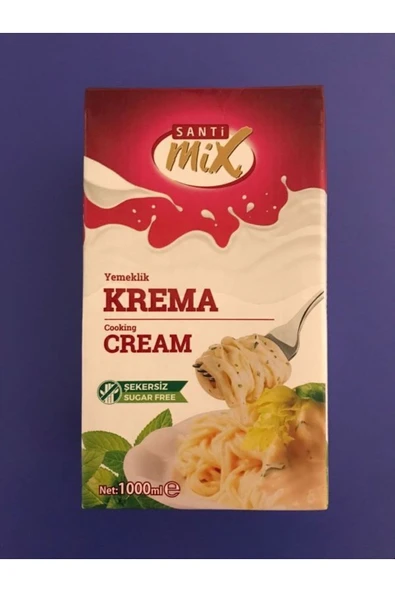 SANTi
miX
Yemeklik
KREMA
Cooking
CREAM
ŞEKERSİZ
SUGAR FREE
Net: 1000ml ℮